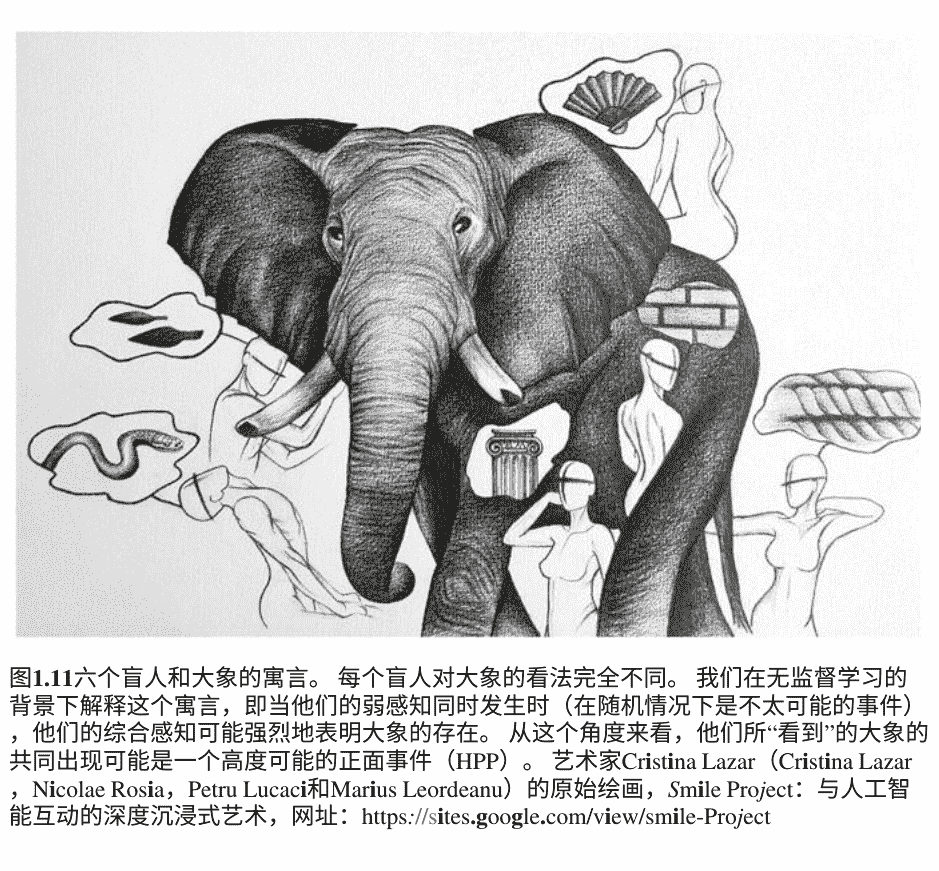 图1.11六个盲人和大象的寓言。 每个盲人对大象的看法完全不同。 我们在无监督学习的
背景下解释这个寓言，即当他们的弱感知同时发生时（在随机情况下是不太可能的事件）
，他们的综合感知可能强烈地表明大象的存在。 从这个角度来看，他们所“看到”的大象的
共同出现可能是一个高度可能的正面事件（HPP）。 艺术家Cristina Lazar（Cristina Lazar
，Nicolae Rosia，Petru Lucaci和Marius Leordeanu）的原始绘画，Smile Project：与人工智
能互动的深度沉浸式艺术，网址：https://sites.google.com/view/smile-Project